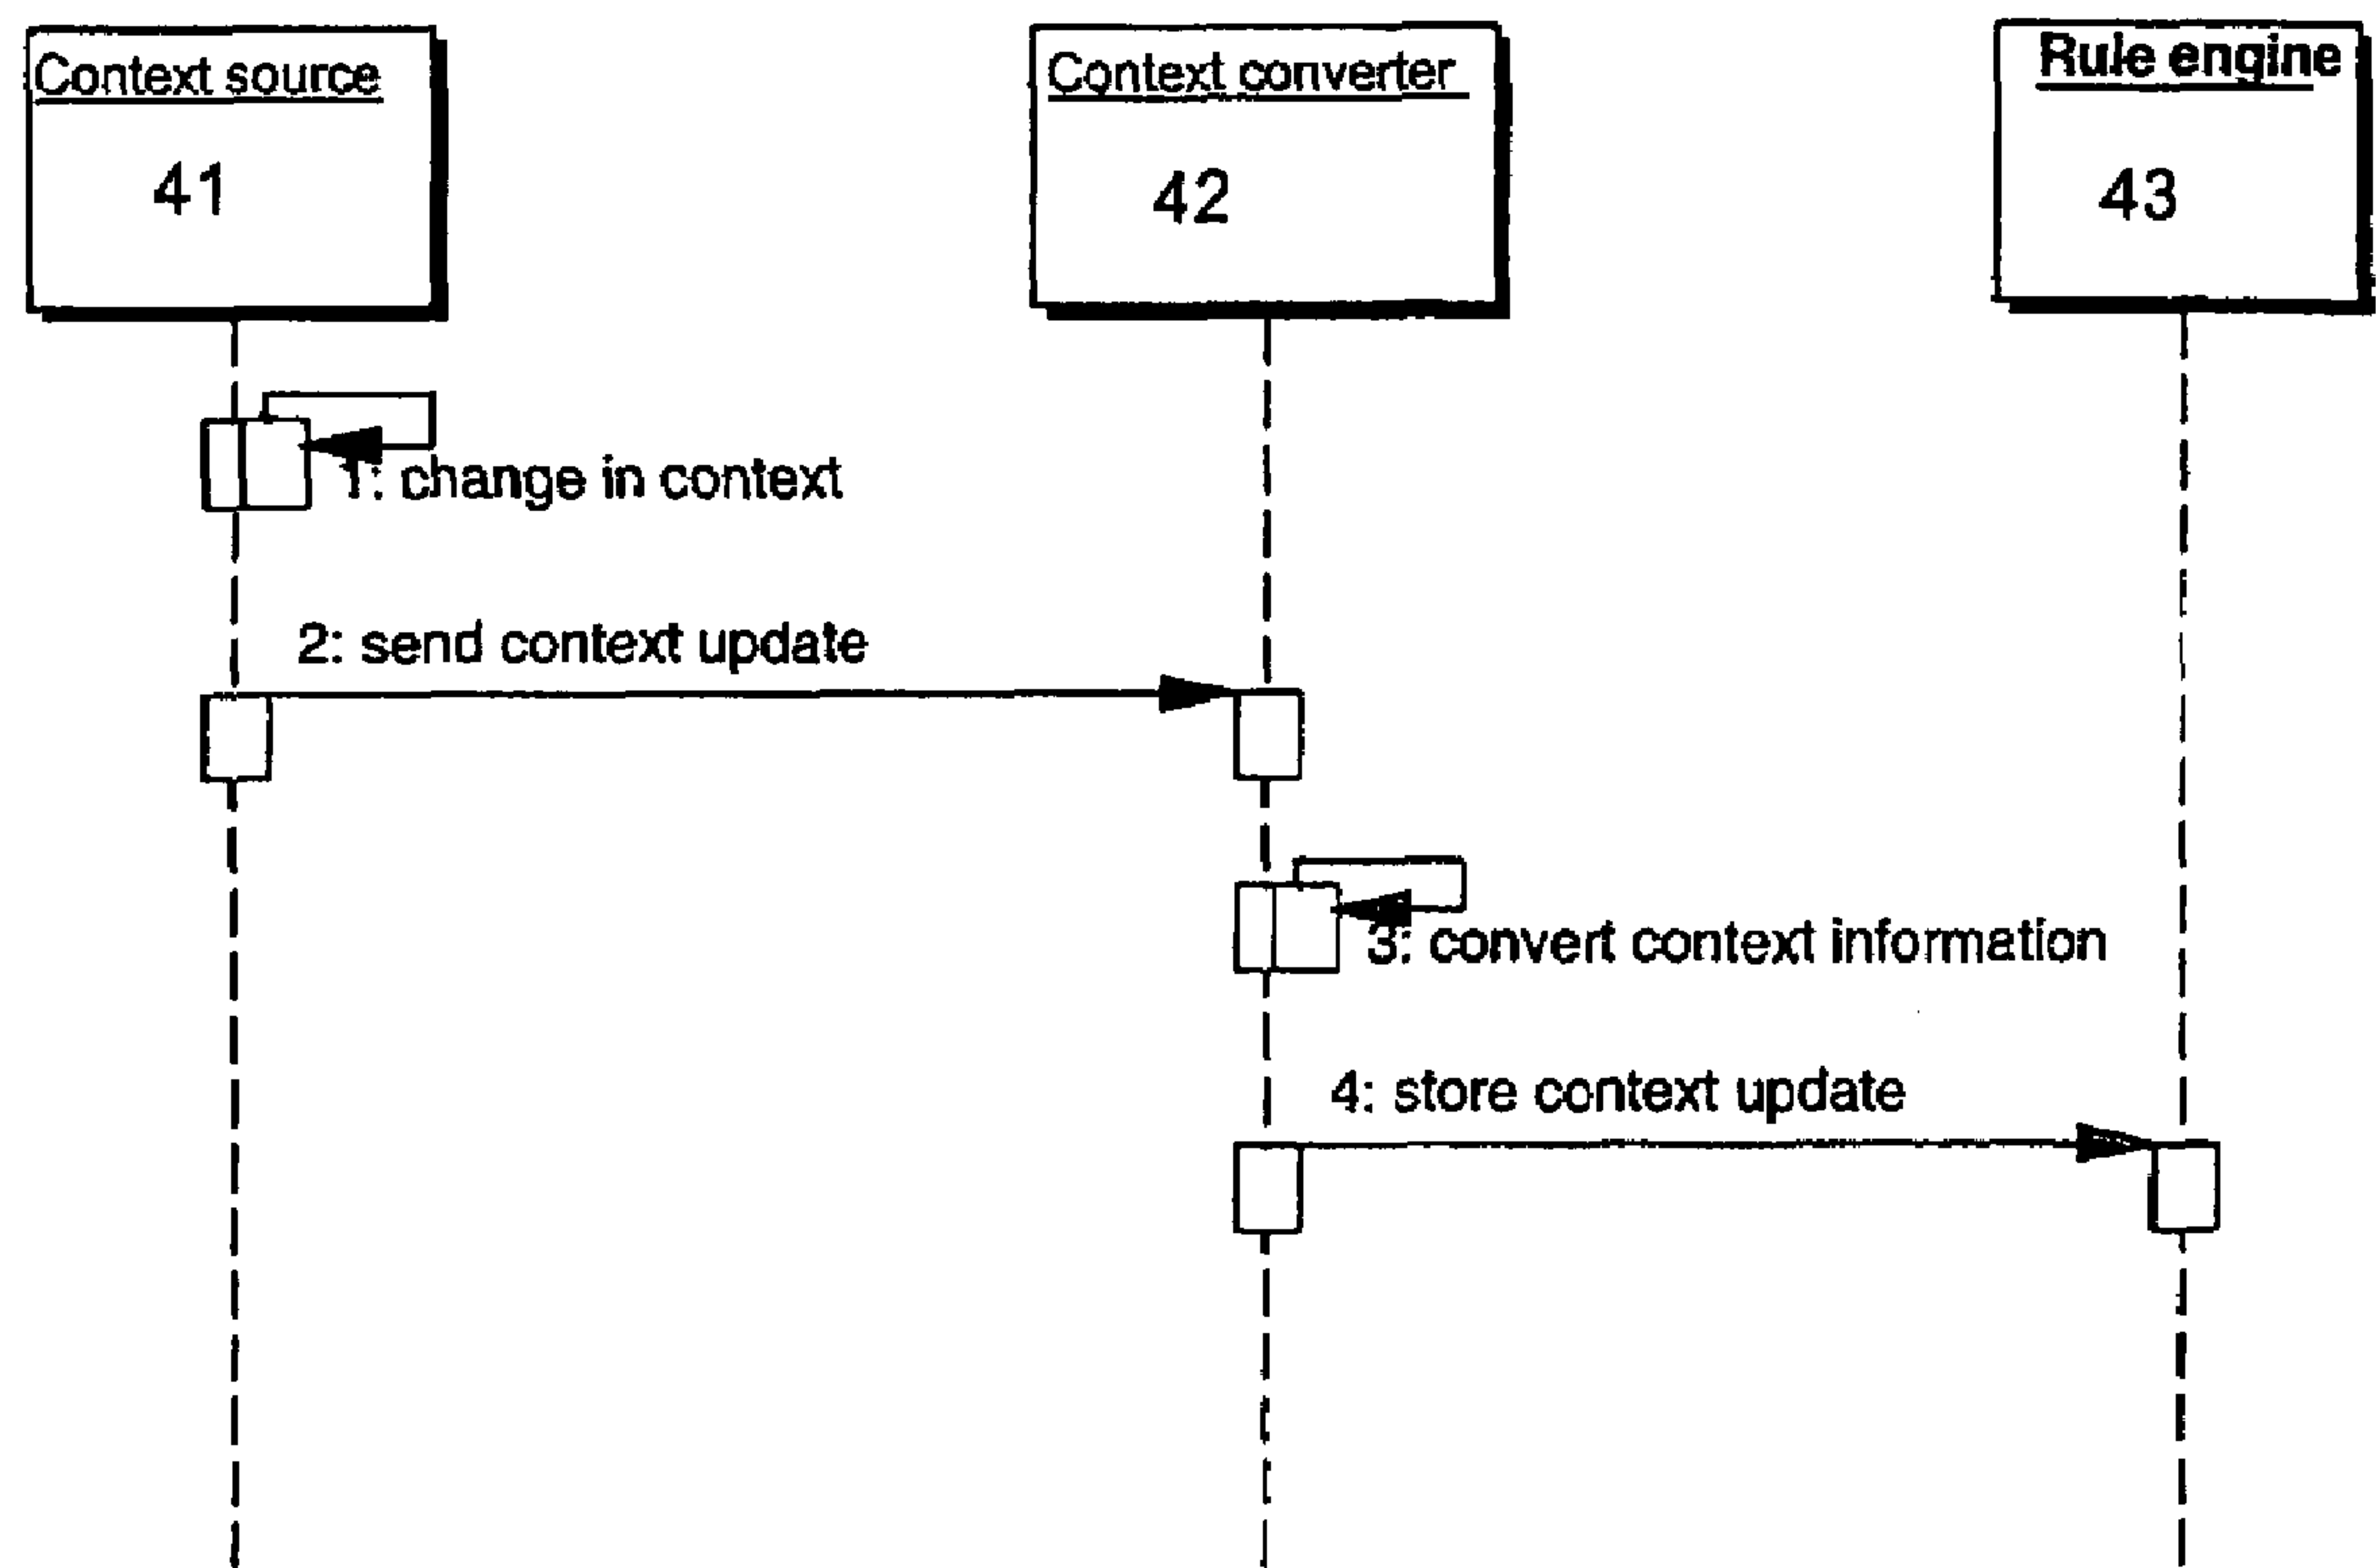 Context source
41
Context converter
42
Rule engine
43
1: change in context
2: send context update
3: convert context information
4: store context update